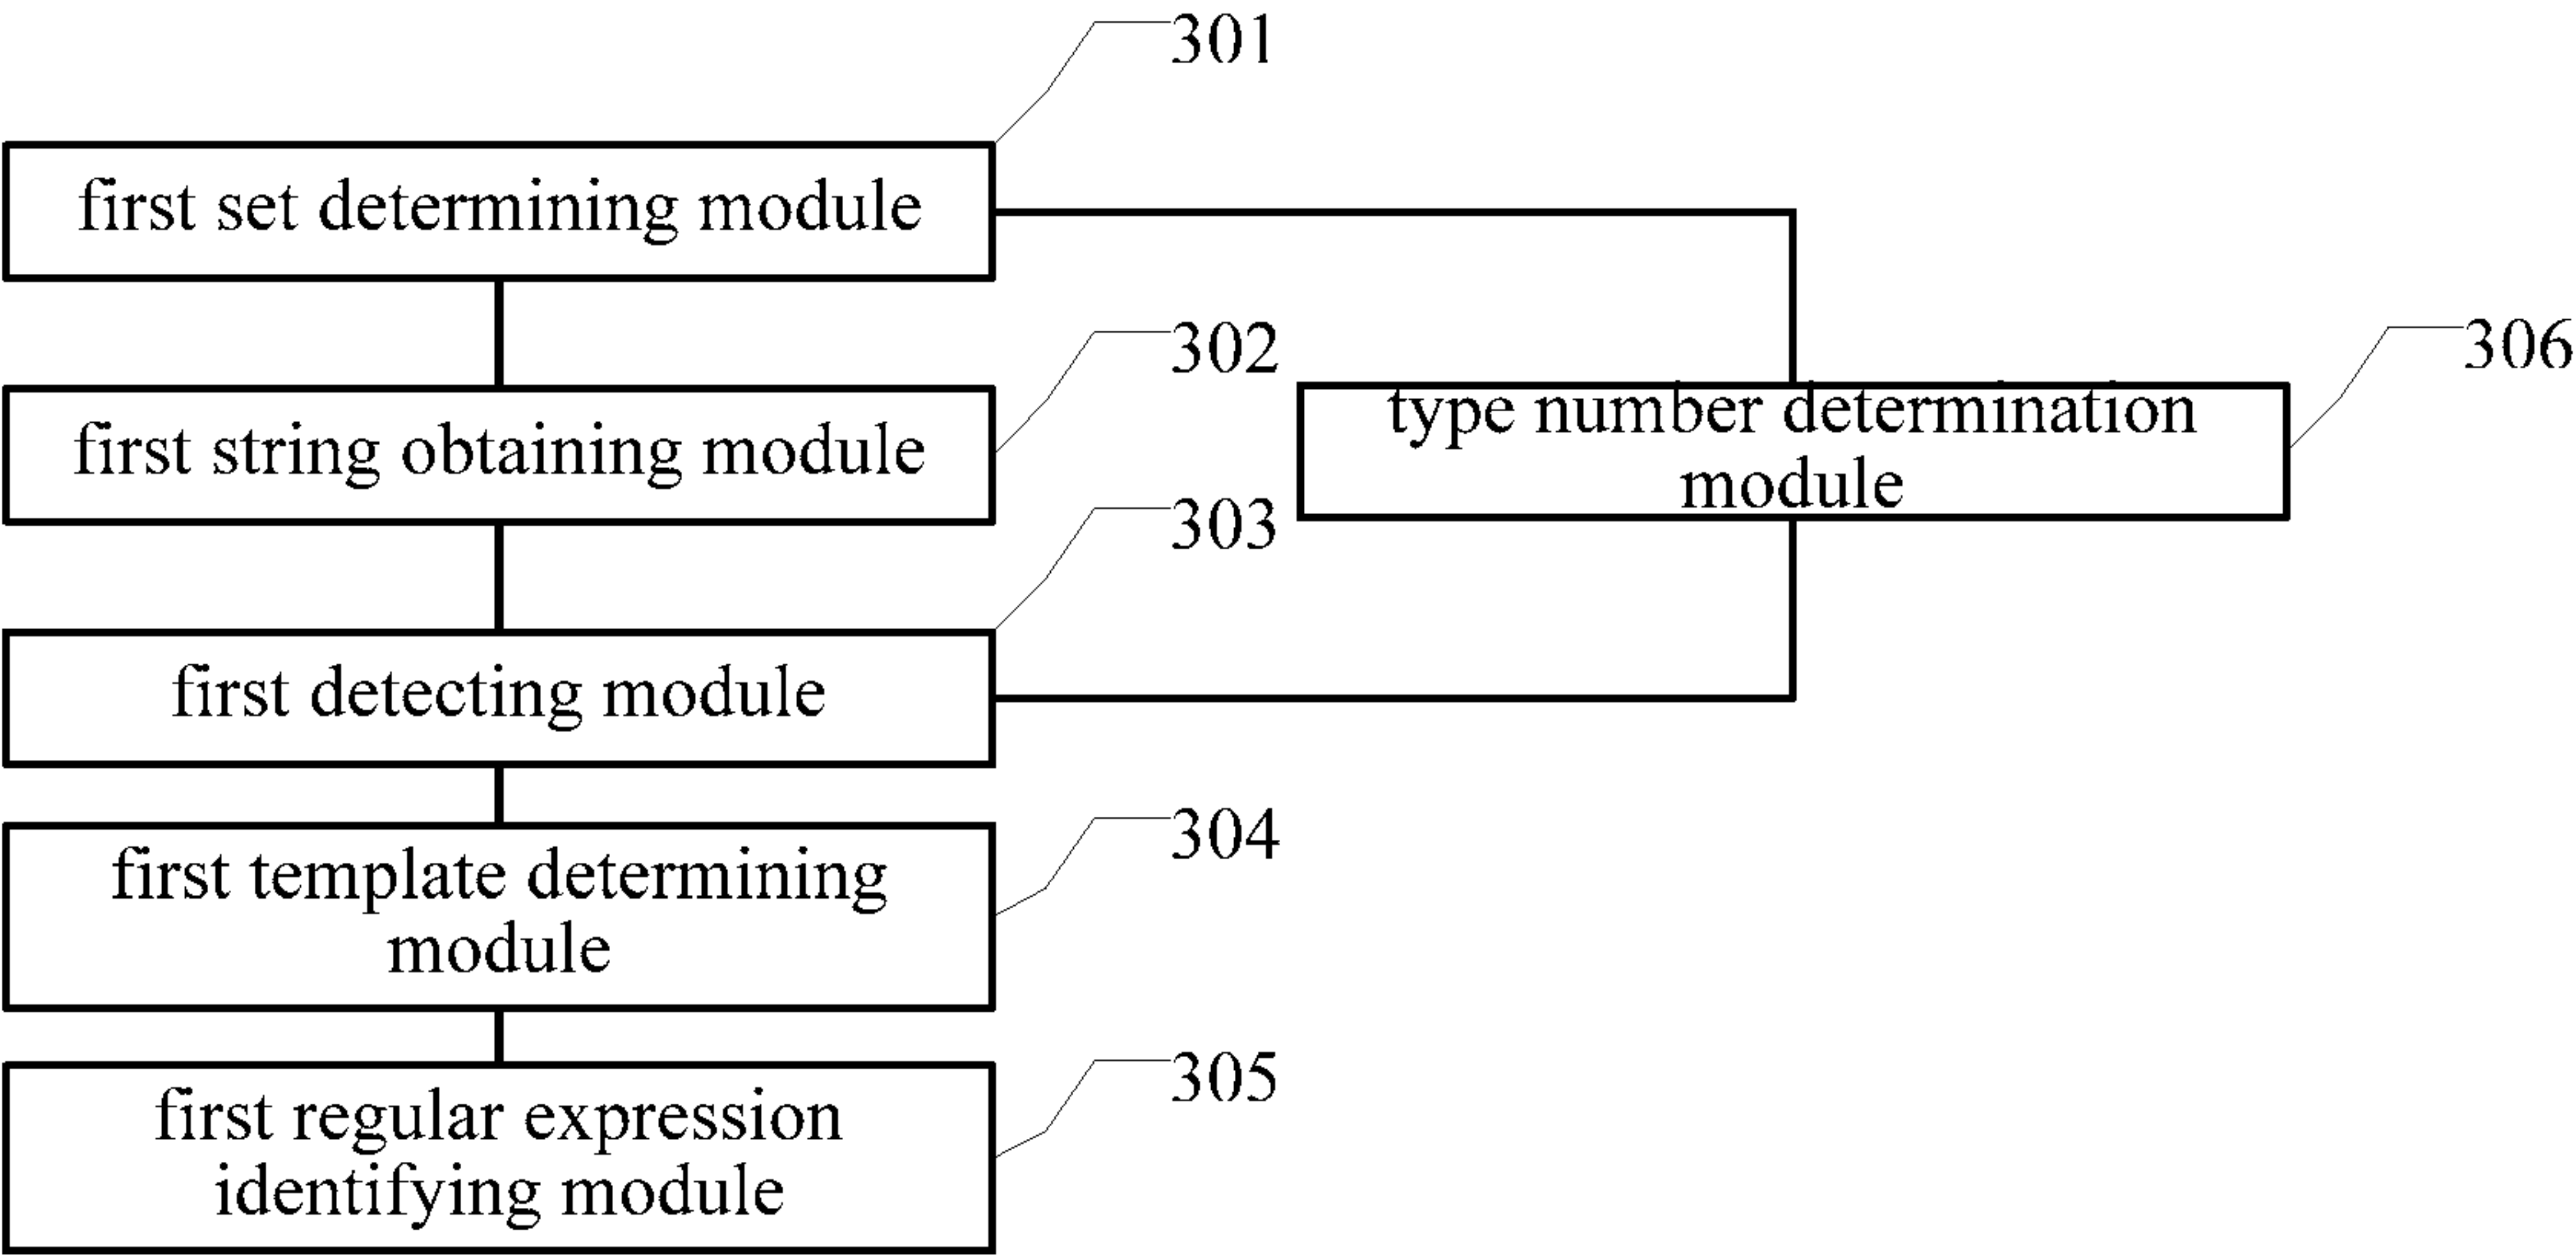 301
first set determining module
302
306
first string obtaining module
type number determination
module
303
first detecting module
304
first template determining
module
305
first regular expression
identifying module